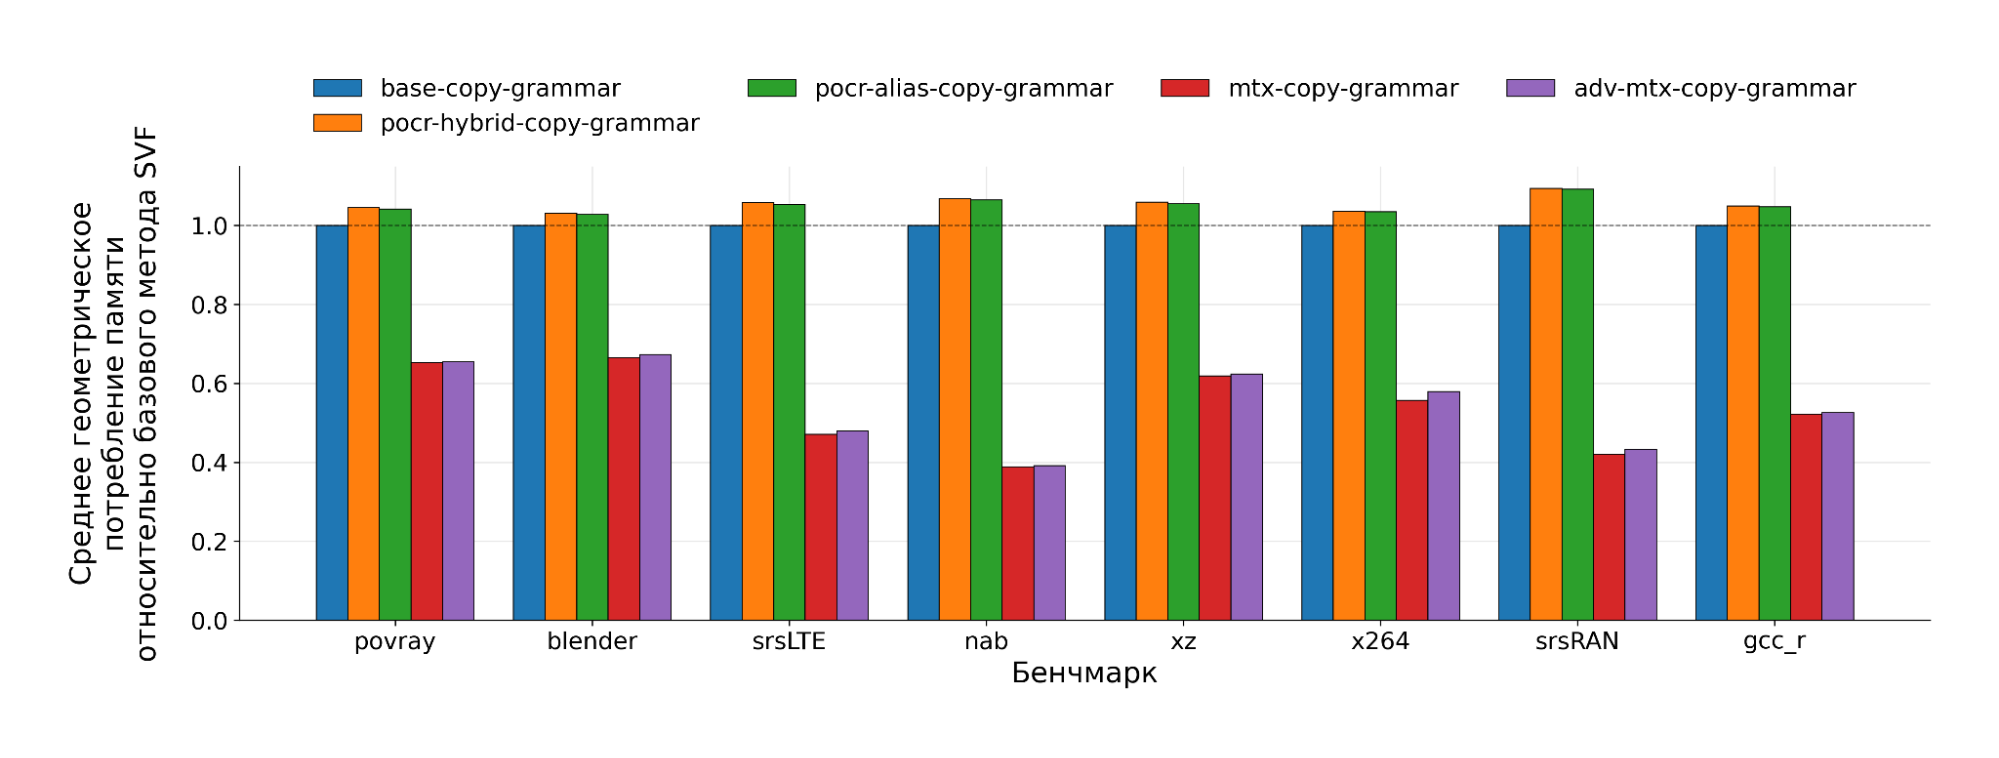 base-copy-grammar
pocr-hybrid-copy-grammar
pocr-alias-copy-grammar
mtx-copy-grammar
adv-mtx-copy-grammar
Среднее геометрическое
потребление памяти
относительно базового метода SVF
1.0
0.8
0.6
0.4
0.2
0.0
povray
blender
srsLTE
nab
xz
x264
srsRAN
gcc_r
Бенчмарк